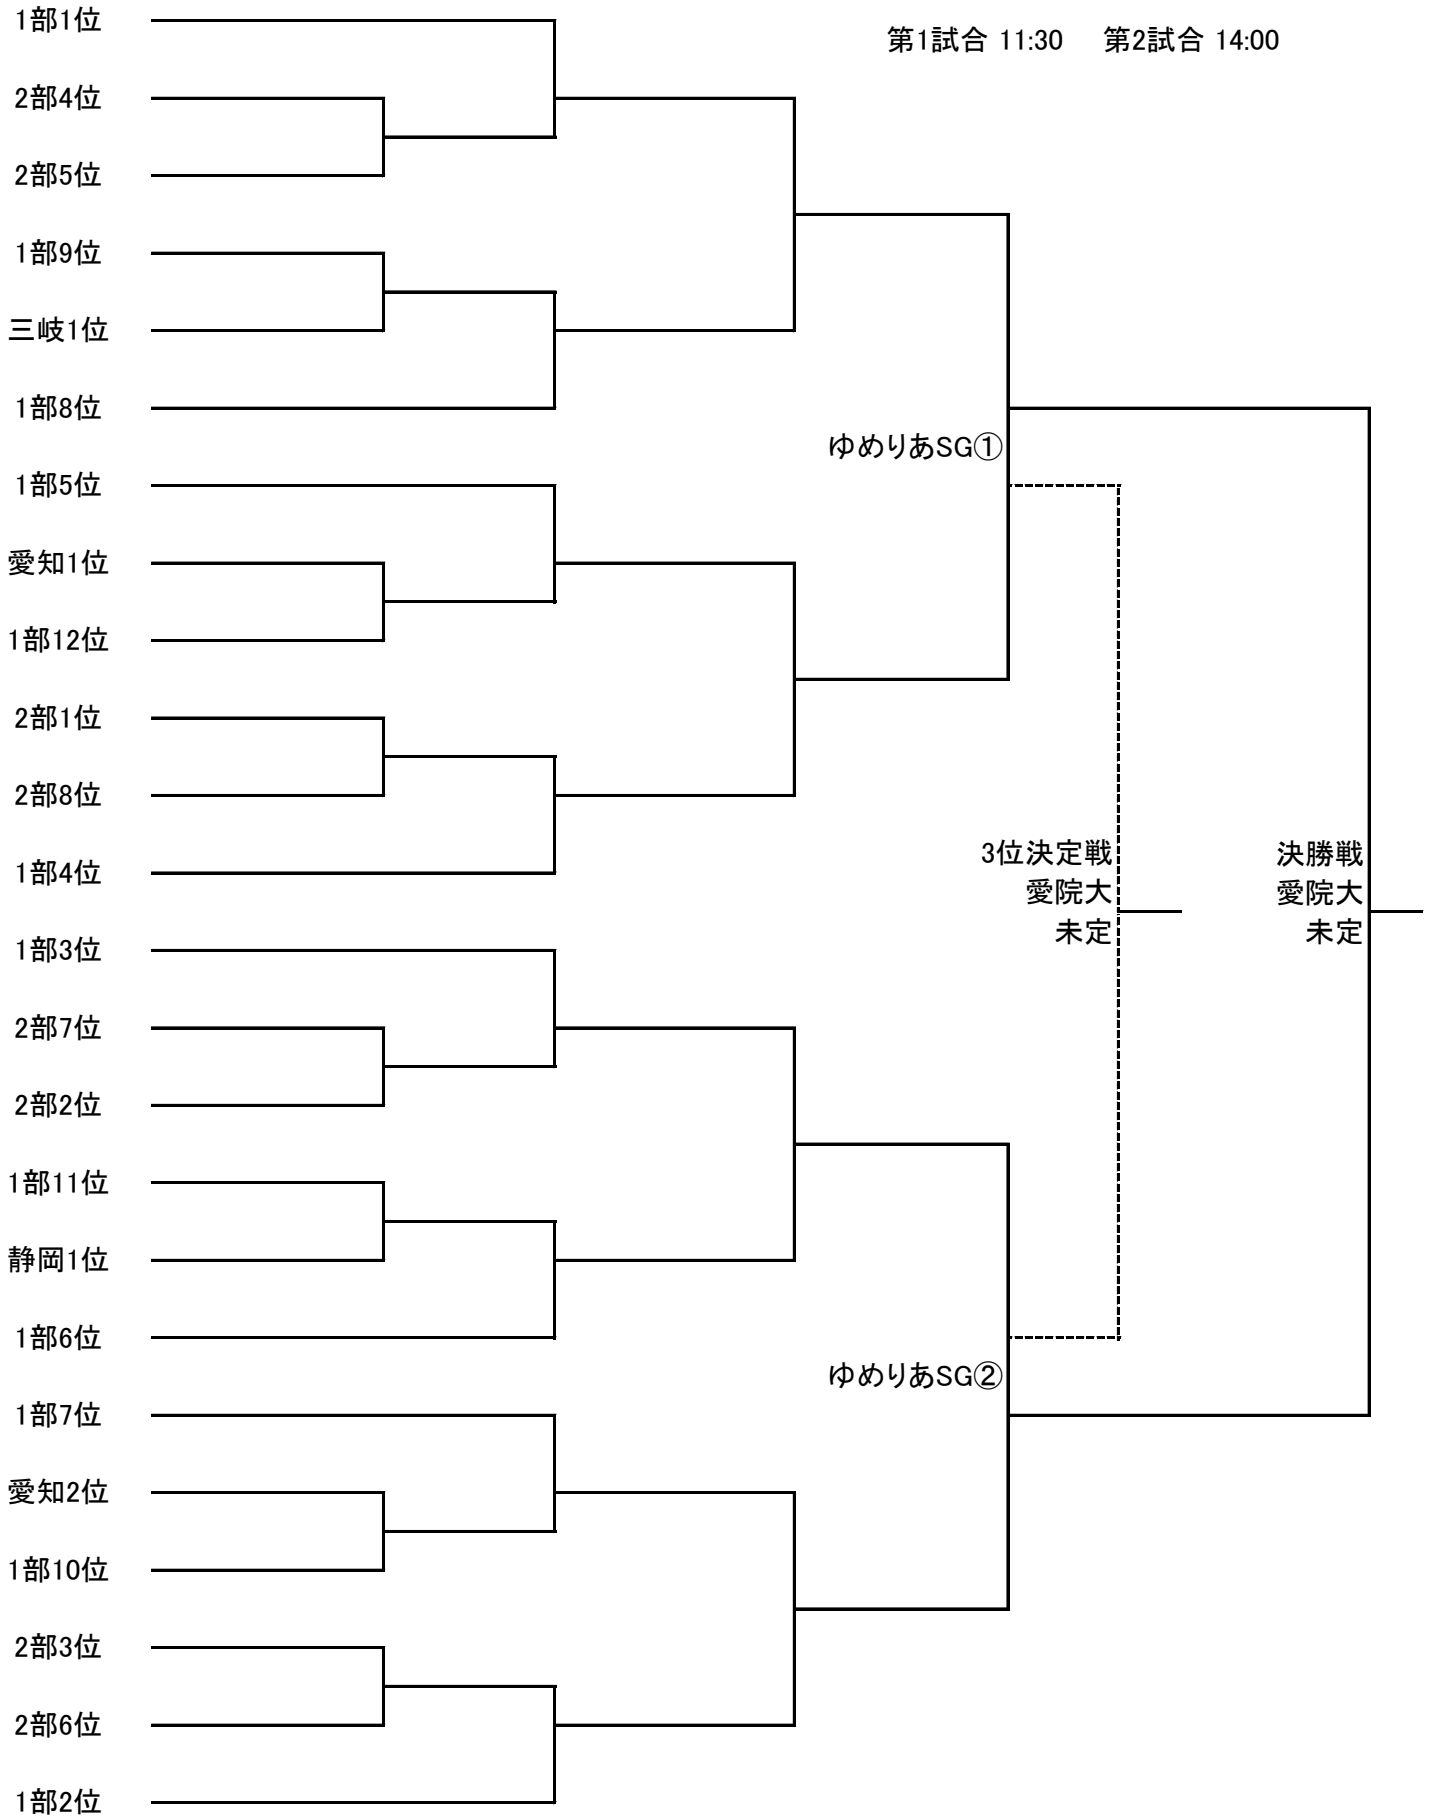 1部1位
第1試合 11:30 第2試合 14:00
2部4位
2部5位
1部9位
三岐1位
1部8位
ゆめりあSG①
1部5位
愛知1位
1部12位
2部1位
2部8位
1部4位
3位決定戦
愛院大
未定
決勝戦
愛院大
未定
1部3位
2部7位
2部2位
1部11位
静岡1位
1部6位
ゆめりあSG②
1部7位
愛知2位
1部10位
2部3位
2部6位
1部2位